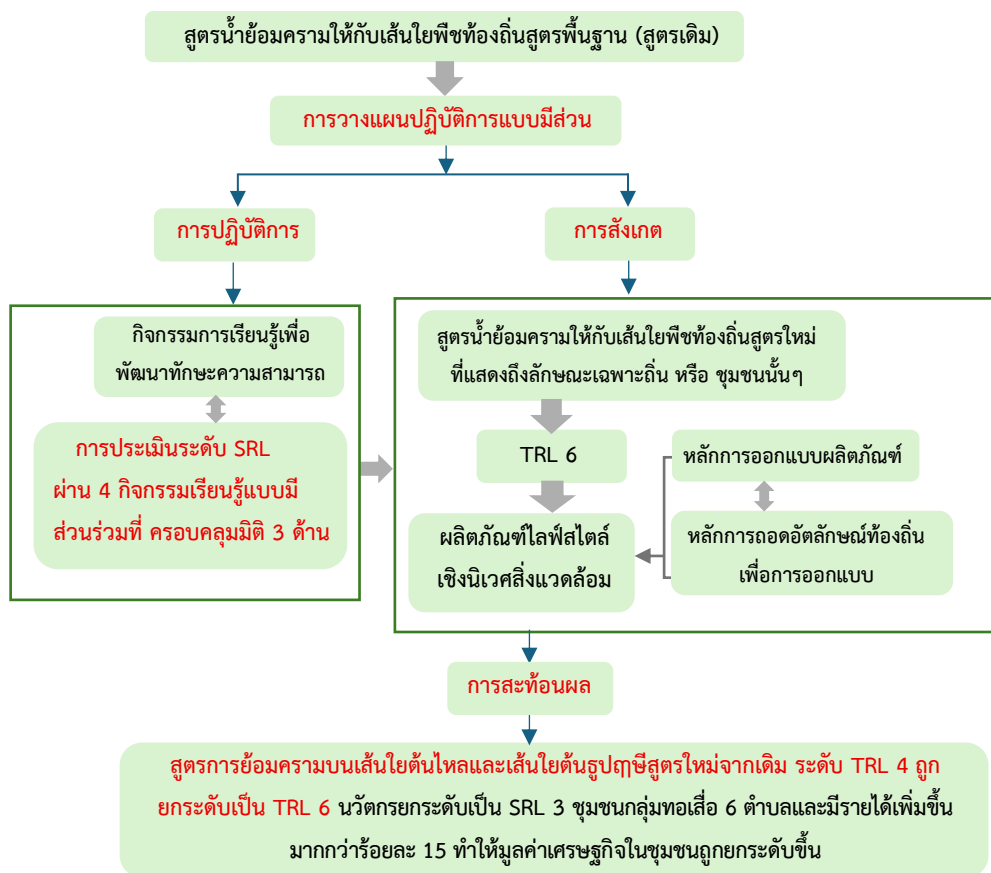 สูตรน้ำย้อมครามให้กับเส้นใยพืชท้องถิ่นสูตรพื้นฐาน (สูตรเดิม)
การวางแผนปฏิบัติการแบบมีส่วน
การปฏิบัติการ
การสังเกต
กิจกรรมการเรียนรู้เพื่อ
พัฒนาทักษะความสามารถ
การประเมินระดับ SRL
ผ่าน 4 กิจกรรมเรียนรู้แบบมี
ส่วนร่วมที่ ครอบคลุมมิติ 3 ด้าน
สูตรน้ำย้อมครามให้กับเส้นใยพืชท้องถิ่นสูตรใหม่
ที่แสดงถึงลักษณะเฉพาะถิ่น หรือ ชุมชนนั้นๆ
TRL 6
ผลิตภัณฑ์ไลฟ์สไตล์
เชิงนิเวศสิ่งแวดล้อม
หลักการออกแบบผลิตภัณฑ์
หลักการถอดอัตลักษณ์ท้องถิ่น
เพื่อการออกแบบ
การสะท้อนผล
สูตรการย้อมครามบนเส้นใยต้นไหลและเส้นใยต้นธูปฤๅษีสูตรใหม่จากเดิม ระดับ TRL 4 ถูก
ยกระดับเป็น TRL 6 นวัตกรยกระดับเป็น SRL 3 ชุมชนกลุ่มทอเสื่อ 6 ตำบลและมีรายได้เพิ่มขึ้น
มากกว่าร้อยละ 15 ทำให้มูลค่าเศรษฐกิจในชุมชนถูกยกระดับขึ้น